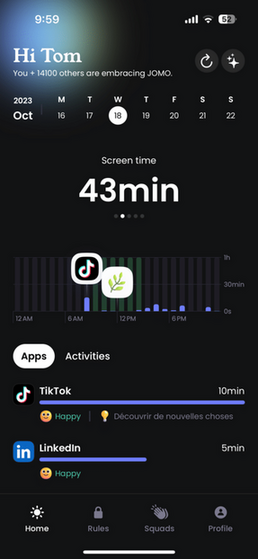 9:59
52
Hi Tom
You + 14100 others are embracing JOMO.
2023 M T W T F S S
Oct 16 17 18 19 20 21 22
Screen time
43min
1h
30min
0s
12 AM 6 AM 12 PM 6 PM
Apps Activities
TikTok 10min
Happy Découvrir de nouvelles choses
LinkedIn 5min
Happy
Home Rules Squads Profile